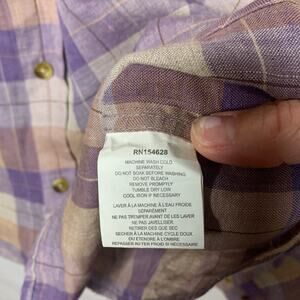 RN154628
MACHINE WASH COLD
SEPARATELY
DO NOT SOAK BEFORE WASHING
DO NOT BLEACH
REMOVE PROMPTLY
TUMBLE DRY LOW
COOL IRON IF NECESSARY
LAVER À LA MACHINE À L'EAU FROIDE
SÉPARÉMENT
NE PAS TREMPER AVANT DE LES LAVER
NE PAS JAVELLISER
RETIRER DES QUE SEC
SÉCHER À LA MACHINE CYCLE DOUX
OU ÉTENDRE À L'OMBRE
REPASSER AU FER FROID SI NÉCESSAIRE